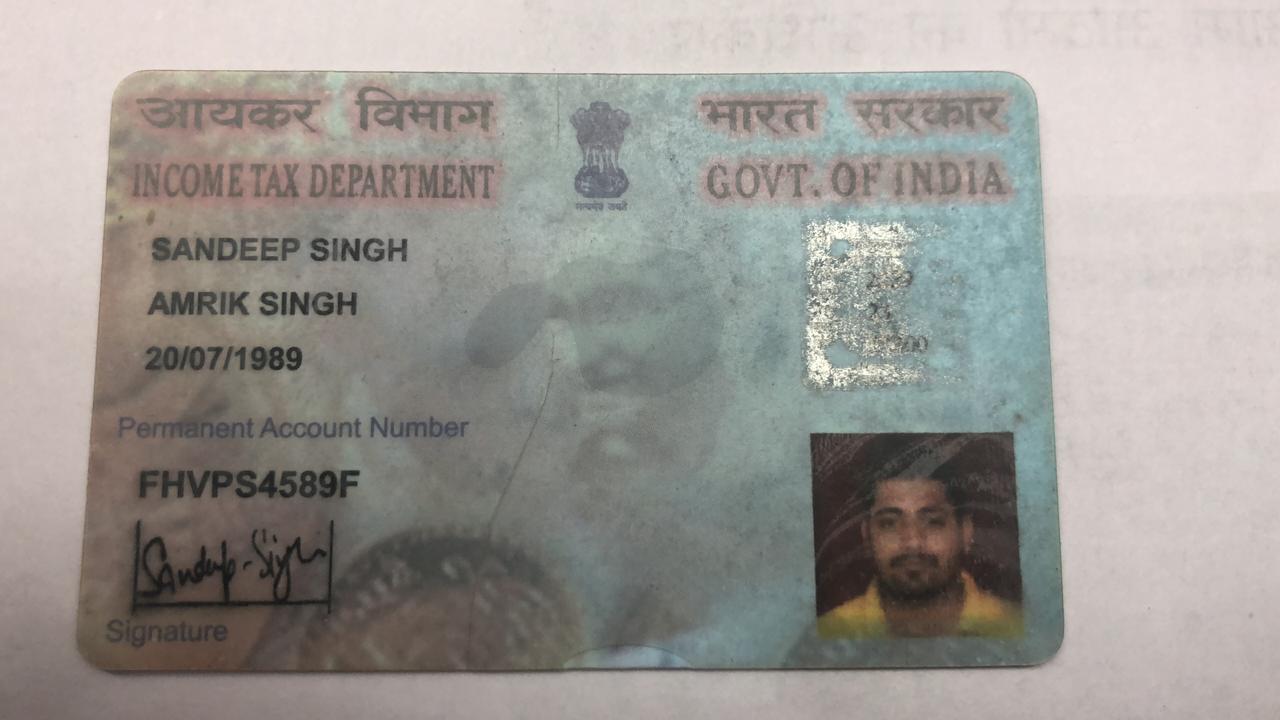 आयकर विभाग
भारत सरकार
INCOME TAX DEPARTMENT
GOVT. OF INDIA
सत्यमेव जयते
SANDEEP SINGH
AMRIK SINGH
20/07/1989
Permanent Account Number
FHVPS4589F
Sandeep Singh
Signature